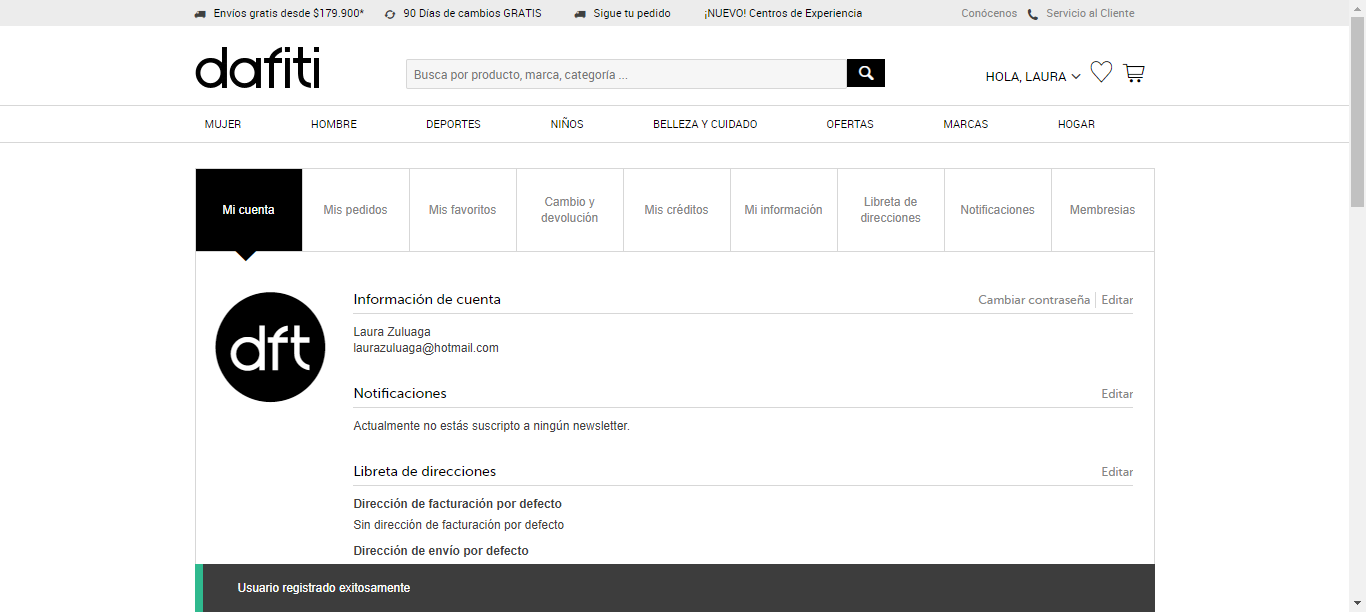 Envíos gratis desde $179.900*
90 Días de cambios GRATIS
Sigue tu pedido
¡NUEVO! Centros de Experiencia
Conócenos
Servicio al Cliente
dafiti
Busca por producto, marca, categoría ...
HOLA, LAURA
MUJER
HOMBRE
DEPORTES
NIÑOS
BELLEZA Y CUIDADO
OFERTAS
MARCAS
HOGAR
Mi cuenta
Mis pedidos
Mis favoritos
Cambio y
devolución
Mis créditos
Mi información
Libreta de
direcciones
Notificaciones
Membresias
dft
Información de cuenta
Cambiar contraseña
Editar
Laura Zuluaga
laurazuluaga@hotmail.com
Notificaciones
Editar
Actualmente no estás suscripto a ningún newsletter.
Libreta de direcciones
Editar
Dirección de facturación por defecto
Sin dirección de facturación por defecto
Dirección de envío por defecto
Usuario registrado exitosamente